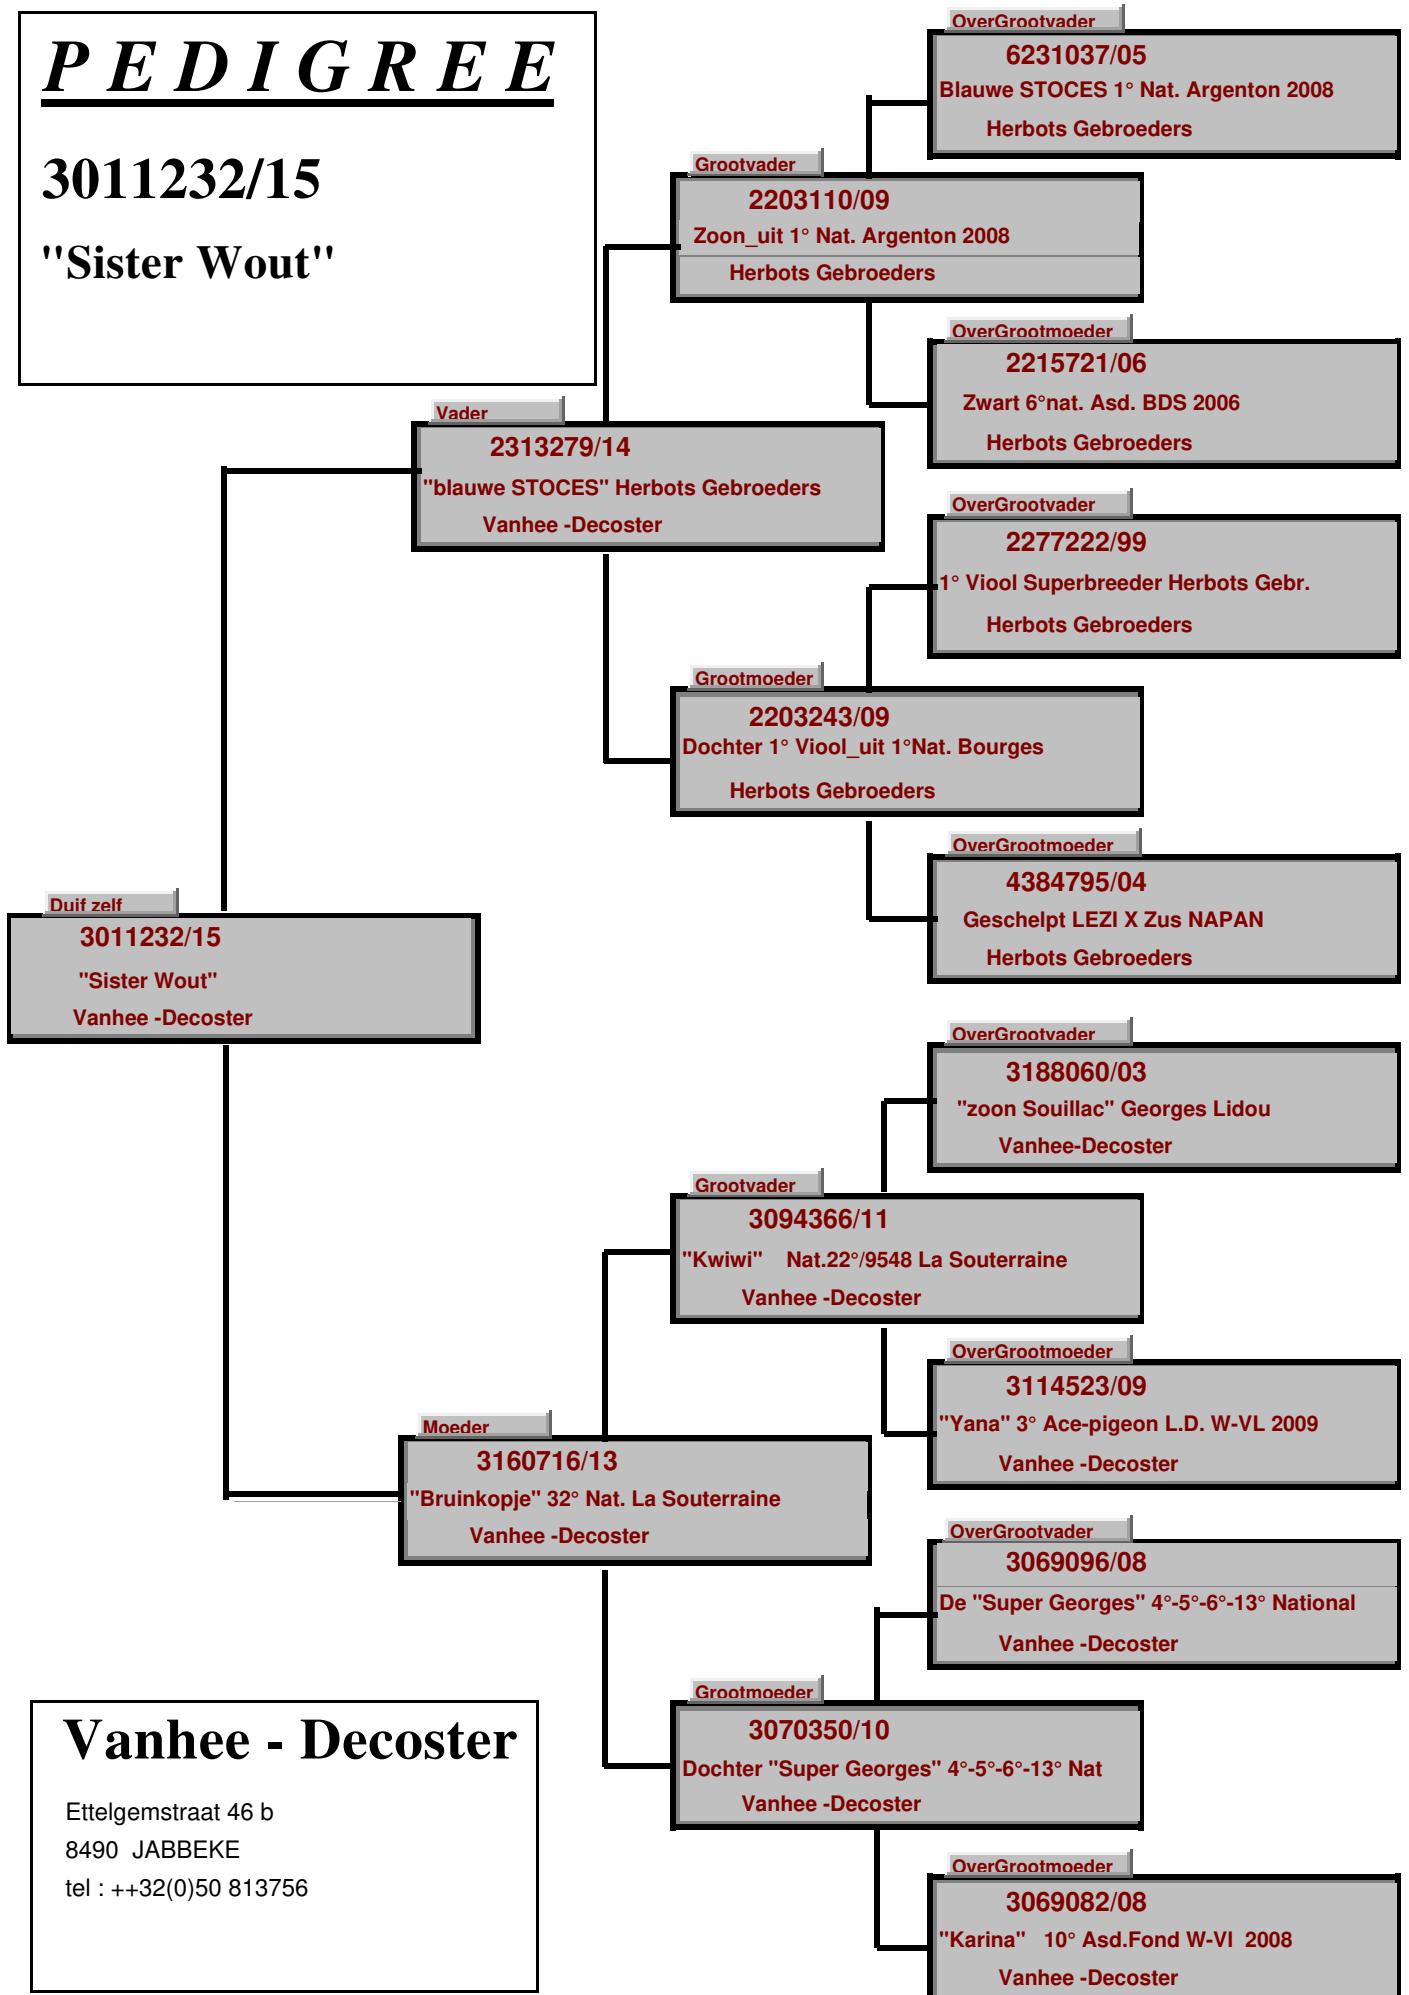 P E D I G R E E
3011232/15
"Sister Wout"
OverGrootvader
6231037/05
Blauwe STOCES 1° Nat. Argenton 2008
Herbots Gebroeders
Grootvader
2203110/09
Zoon_uit 1° Nat. Argenton 2008
Herbots Gebroeders
OverGrootmoeder
2215721/06
Zwart 6°nat. Asd. BDS 2006
Herbots Gebroeders
Vader
2313279/14
"blauwe STOCES" Herbots Gebroeders
Vanhee -Decoster
OverGrootvader
2277222/99
1° Viool Superbreeder Herbots Gebr.
Herbots Gebroeders
Grootmoeder
2203243/09
Dochter 1° Viool_uit 1°Nat. Bourges
Herbots Gebroeders
OverGrootmoeder
4384795/04
Geschelpt LEZI X Zus NAPAN
Herbots Gebroeders
Duif zelf
3011232/15
"Sister Wout"
Vanhee -Decoster
OverGrootvader
3188060/03
"zoon Souillac" Georges Lidou
Vanhee-Decoster
Grootvader
3094366/11
"Kwiwi" Nat.22°/9548 La Souterraine
Vanhee -Decoster
OverGrootmoeder
3114523/09
"Yana" 3° Ace-pigeon L.D. W-VL 2009
Vanhee -Decoster
Moeder
3160716/13
"Bruinkopje" 32° Nat. La Souterraine
Vanhee -Decoster
OverGrootvader
3069096/08
De "Super Georges" 4°-5°-6°-13° National
Vanhee -Decoster
Grootmoeder
3070350/10
Dochter "Super Georges" 4°-5°-6°-13° Nat
Vanhee -Decoster
OverGrootmoeder
3069082/08
"Karina" 10° Asd.Fond W-Vl 2008
Vanhee -Decoster
Vanhee - Decoster
Ettelgemstraat 46 b
8490 JABBEKE
tel : ++32(0)50 813756